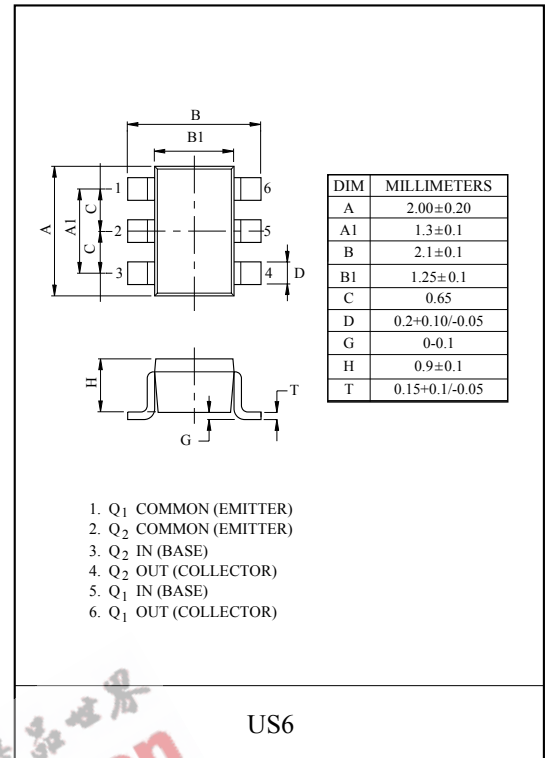 B
B1
1
6
A
A1
C
2
5
C
3
4
D
H
T
G
DIM MILLIMETERS
A 2.00±0.20
A1 1.3±0.1
B 2.1±0.1
B1 1.25±0.1
C 0.65
D 0.2+0.10/-0.05
G 0-0.1
H 0.9±0.1
T 0.15+0.1/-0.05
1. Q1 COMMON (EMITTER)
2. Q2 COMMON (EMITTER)
3. Q2 IN (BASE)
4. Q2 OUT (COLLECTOR)
5. Q1 IN (BASE)
6. Q1 OUT (COLLECTOR)
品世界
US6